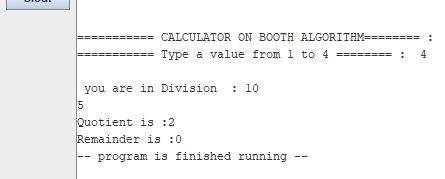 Clear
=========== CALCULATOR ON BOOTH ALGORITHM======== :
=========== Type a value from 1 to 4 ======== :  4
you are in Division  : 10
5
Quotient is :2
Remainder is :0
-- program is finished running --